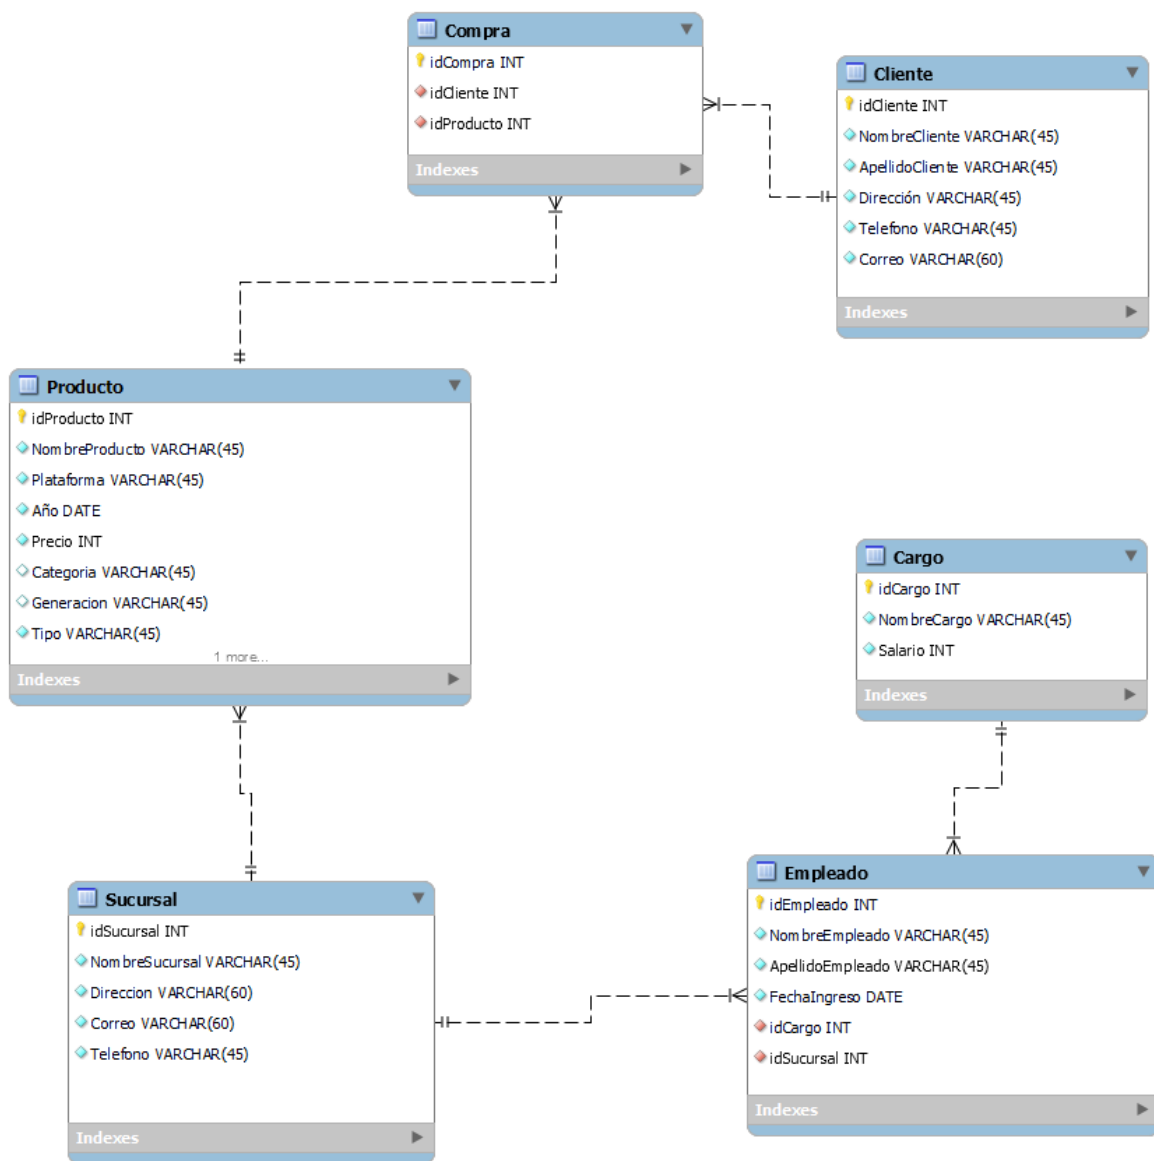 Compra
idCompra INT
idCliente INT
idProducto INT
Indexes
Cliente
idCliente INT
NombreCliente VARCHAR(45)
ApellidoCliente VARCHAR(45)
Dirección VARCHAR(45)
Telefono VARCHAR(45)
Correo VARCHAR(60)
Indexes
Producto
idProducto INT
NombreProducto VARCHAR(45)
Plataforma VARCHAR(45)
Año DATE
Precio INT
Categoria VARCHAR(45)
Generacion VARCHAR(45)
Tipo VARCHAR(45)
1 more...
Indexes
Cargo
idCargo INT
NombreCargo VARCHAR(45)
Salario INT
Indexes
Sucursal
idSucursal INT
NombreSucursal VARCHAR(45)
Direccion VARCHAR(60)
Correo VARCHAR(60)
Telefono VARCHAR(45)
Indexes
Empleado
idEmpleado INT
NombreEmpleado VARCHAR(45)
ApellidoEmpleado VARCHAR(45)
FechaIngreso DATE
idCargo INT
idSucursal INT
Indexes